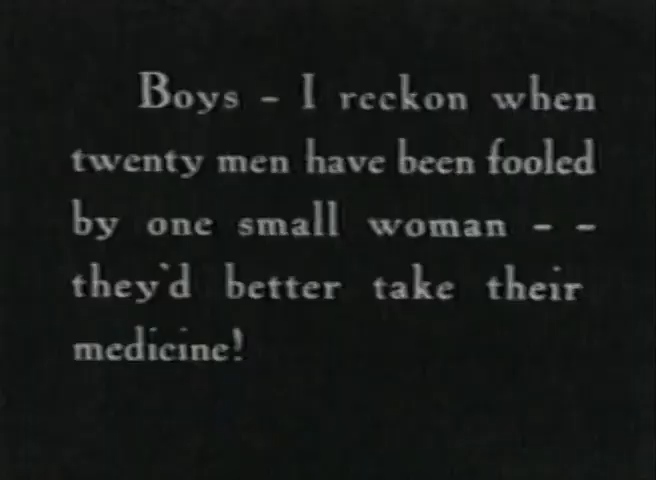 Boys - I reckon when
twenty men have been fooled
by one small woman - -
they'd better take their
medicine!